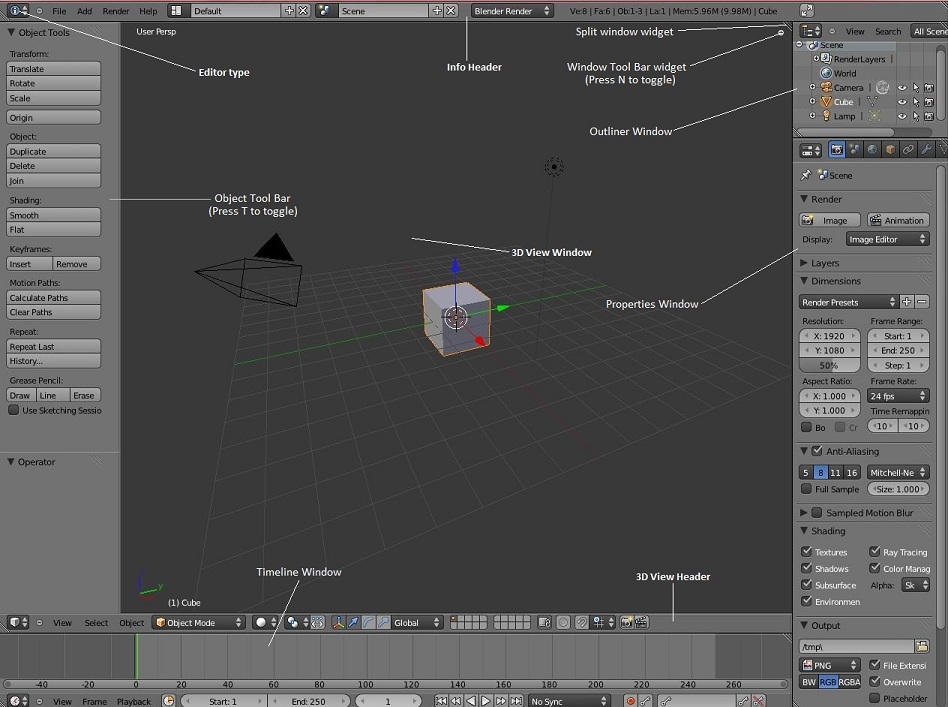 File Add Render Help Default Scene Blender Render Ve:8 | Fa:6 | Ob:1-3 | La:1 | Mem:5.96M (9.98M) | Cube
Object Tools
Transform:
Translate
Rotate
Scale
Origin
Object:
Duplicate
Delete
Join
Shading:
Smooth
Flat
Keyframes:
Insert Remove
Motion Paths:
Calculate Paths
Clear Paths
Repeat:
Repeat Last
History...
Grease Pencil:
Draw Line Erase
Use Sketching Sessio
Operator
User Persp
Editor type
Info Header
Split window widget
Window Tool Bar widget
(Press N to toggle)
Outliner Window
Object Tool Bar
(Press T to toggle)
3D View Window
Properties Window
Timeline Window
3D View Header
y
(1) Cube
View Select Object Object Mode Global
-40 -20 0 20 40 60 80 100 120 140 160 180 200 220 240 260
View Frame Playback Start: 1 End: 250 1 No Sync
View Search All Scene
Scene
RenderLayers
World
Camera
Cube
Lamp
Scene
Render
Image Animation
Display: Image Editor
Layers
Dimensions
Render Presets
Resolution: Frame Range:
X: 1920 Start: 1
Y: 1080 End: 250
50% Step: 1
Aspect Ratio: Frame Rate:
X: 1.000 24 fps
Y: 1.000 Time Remappin
Bo Cr 10 10
Anti-Aliasing
5 8 11 16 Mitchell-Ne
Full Sample Size: 1.000
Sampled Motion Blur
Shading
Textures Ray Tracing
Shadows Color Manag
Subsurface Alpha: Sk
Environmen
Output
/tmp\
PNG File Extensi
BW RGB RGBA Overwrite
Placeholder